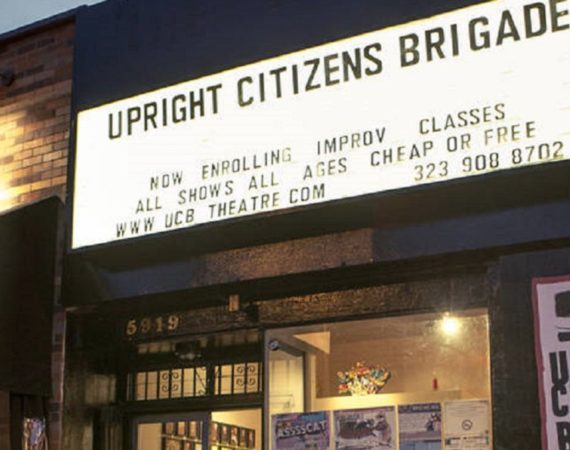 UPRIGHT CITIZENS BRIGADE
NOW ENROLLING IMPROV CLASSES
ALL SHOWS ALL AGES CHEAP OR FREE
WWW UCB THEATRE COM 323 908 8702
5919
ASSSSCAT
UCB